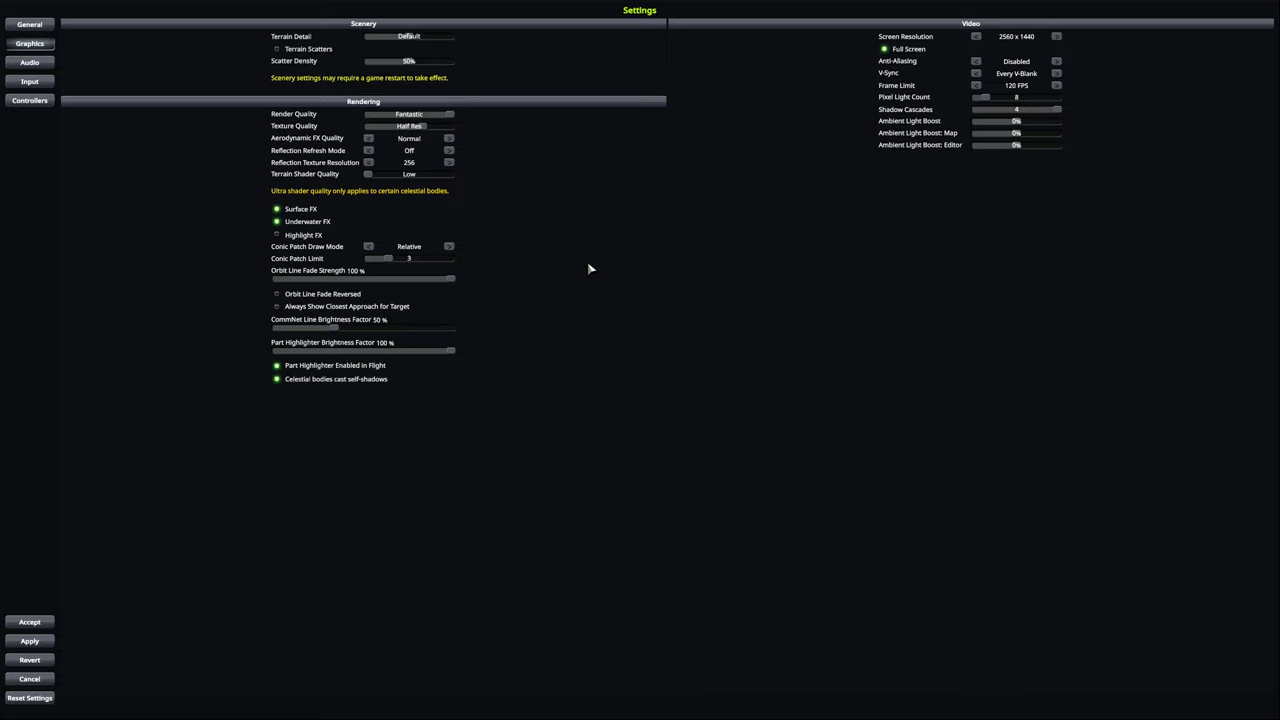 Settings
General
Graphics
Audio
Input
Controllers
Scenery
Terrain Detail Default
Terrain Scatters
Scatter Density 50%
Scenery settings may require a game restart to take effect.
Rendering
Render Quality Fantastic
Texture Quality Half Res
Aerodynamic FX Quality < Normal >
Reflection Refresh Mode < Off >
Reflection Texture Resolution < 256 >
Terrain Shader Quality Low
Ultra shader quality only applies to certain celestial bodies.
Surface FX
Underwater FX
Highlight FX
Conic Patch Draw Mode < Relative >
Conic Patch Limit 3
Orbit Line Fade Strength 100 %
Orbit Line Fade Reversed
Always Show Closest Approach for Target
CommNet Line Brightness Factor 50 %
Part Highlighter Brightness Factor 100 %
Part Highlighter Enabled in Flight
Celestial bodies cast self-shadows
Video
Screen Resolution < 2560 x 1440 >
Full Screen
Anti-Aliasing < Disabled >
V-Sync < Every V-Blank >
Frame Limit < 120 FPS >
Pixel Light Count 8
Shadow Cascades 4
Ambient Light Boost 0%
Ambient Light Boost: Map 0%
Ambient Light Boost: Editor 0%
Accept
Apply
Revert
Cancel
Reset Settings